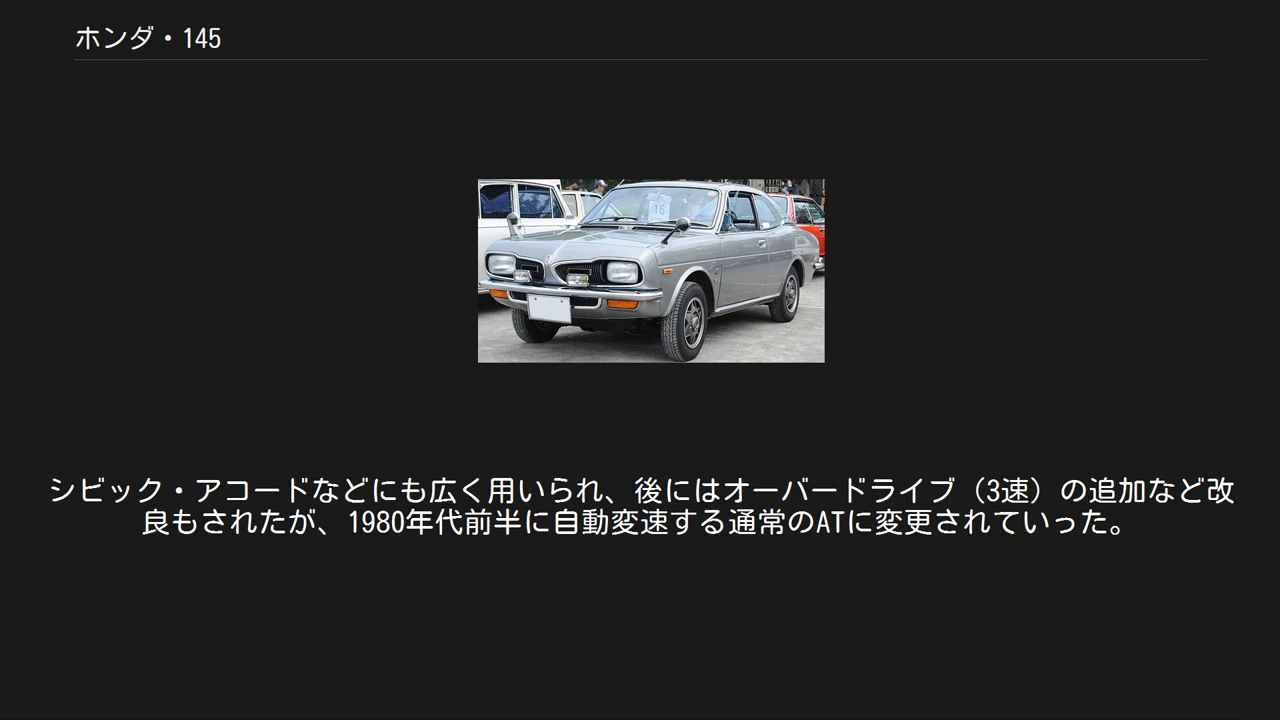 ホンダ・145
16
シビック・アコードなどにも広く用いられ、後にはオーバードライブ（3速）の追加など改
良もされたが、1980年代前半に自動変速する通常のATに変更されていった。